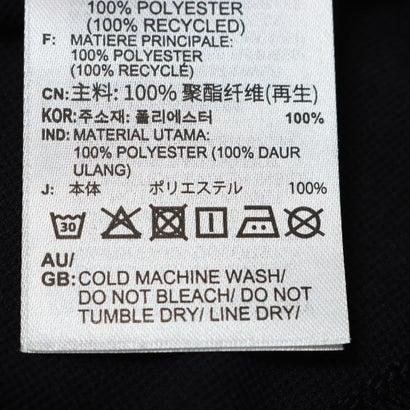 100% POLYESTER
(100% RECYCLED)
F: MATIERE PRINCIPALE:
100% POLYESTER
(100% RECYCLÉ)
CN: 主料: 100% 聚酯纤维(再生)
KOR: 주소재: 폴리에스터 100%
IND: MATERIAL UTAMA:
100% POLYESTER (100% DAUR
ULANG)
J: 本体 ポリエステル 100%
30
AU/
GB: COLD MACHINE WASH/
DO NOT BLEACH/ DO NOT
TUMBLE DRY/ LINE DRY/